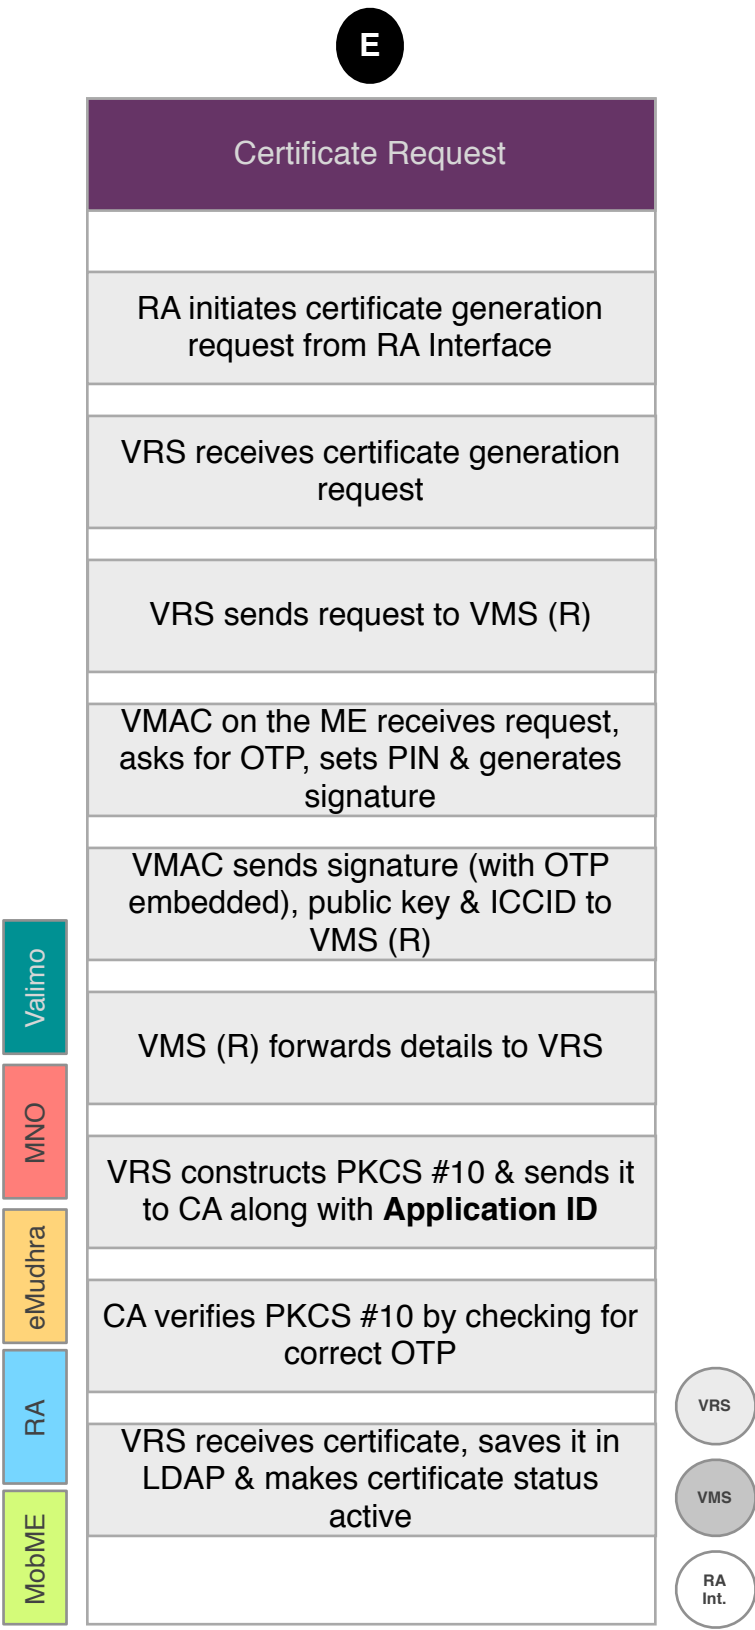 E
Certificate Request
RA initiates certificate generation
request from RA Interface
VRS receives certificate generation
request
VRS sends request to VMS (R)
VMAC on the ME receives request,
asks for OTP, sets PIN & generates
signature
VMAC sends signature (with OTP
embedded), public key & ICCID to
VMS (R)
VMS (R) forwards details to VRS
VRS constructs PKCS #10 & sends it
to CA along with Application ID
CA verifies PKCS #10 by checking for
correct OTP
VRS receives certificate, saves it in
LDAP & makes certificate status
active
Valimo
MNO
eMudhra
RA
MobME
VRS
VMS
RA
Int.